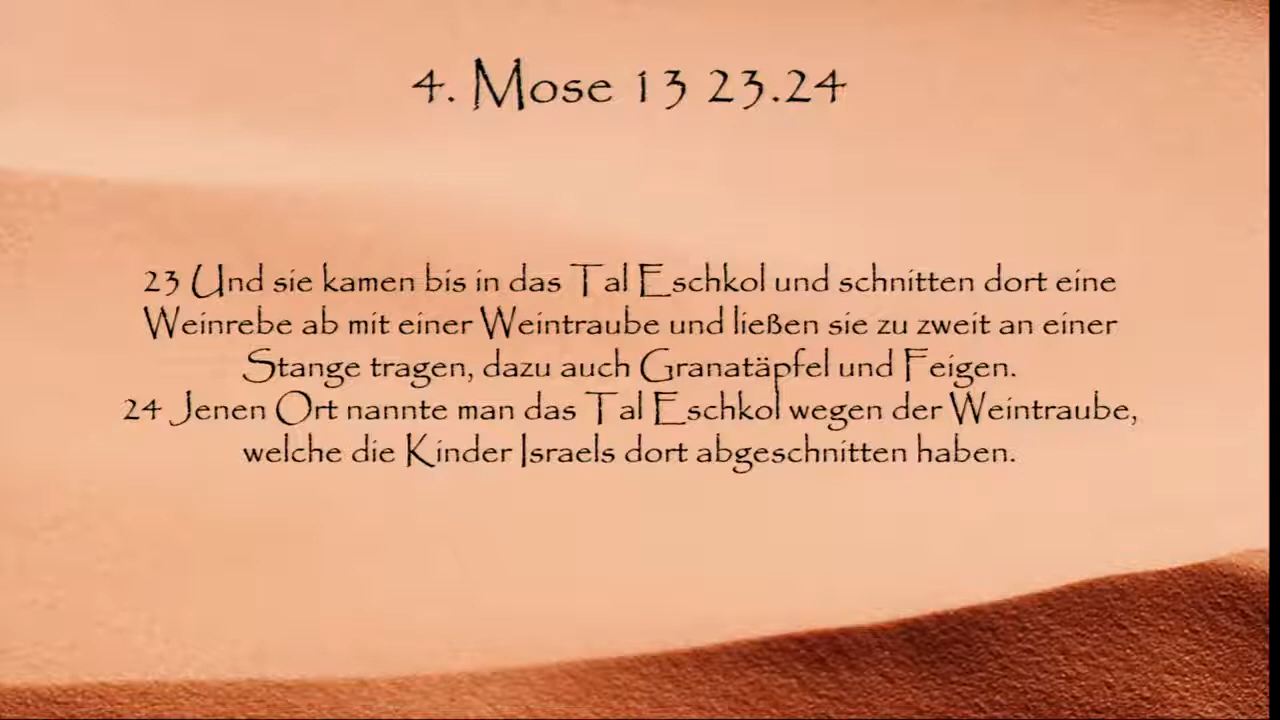 4. Mose 13 23.24
23 Und sie kamen bis in das Tal Eschkol und schnitten dort eine
Weinrebe ab mit einer Weintraube und ließen sie zu zweit an einer
Stange tragen, dazu auch Granatäpfel und Feigen.
24 Jenen Ort nannte man das Tal Eschkol wegen der Weintraube,
welche die Kinder Israels dort abgeschnitten haben.